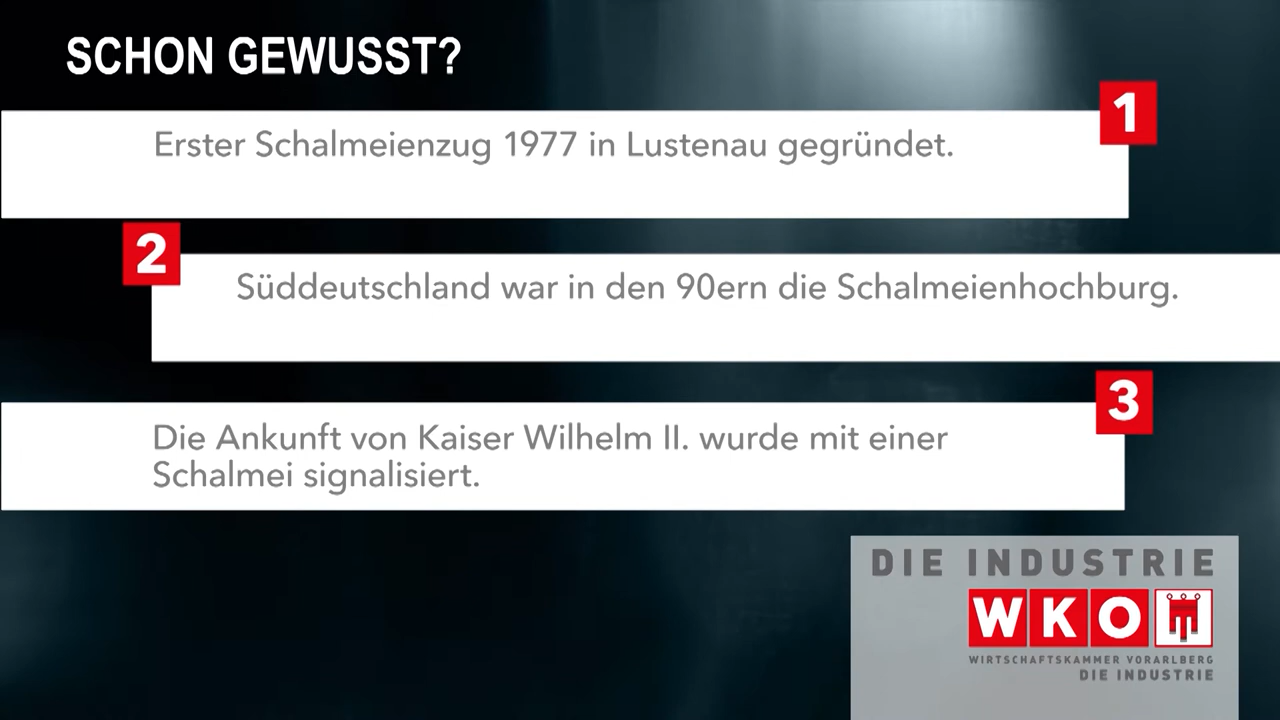 SCHON GEWUSST?
1
Erster Schalmeienzug 1977 in Lustenau gegründet.
2
Süddeutschland war in den 90ern die Schalmeienhochburg.
3
Die Ankunft von Kaiser Wilhelm II. wurde mit einer
Schalmei signalisiert.
DIE INDUSTRIE
WKO
WIRTSCHAFTSKAMMER VORARLBERG
DIE INDUSTRIE